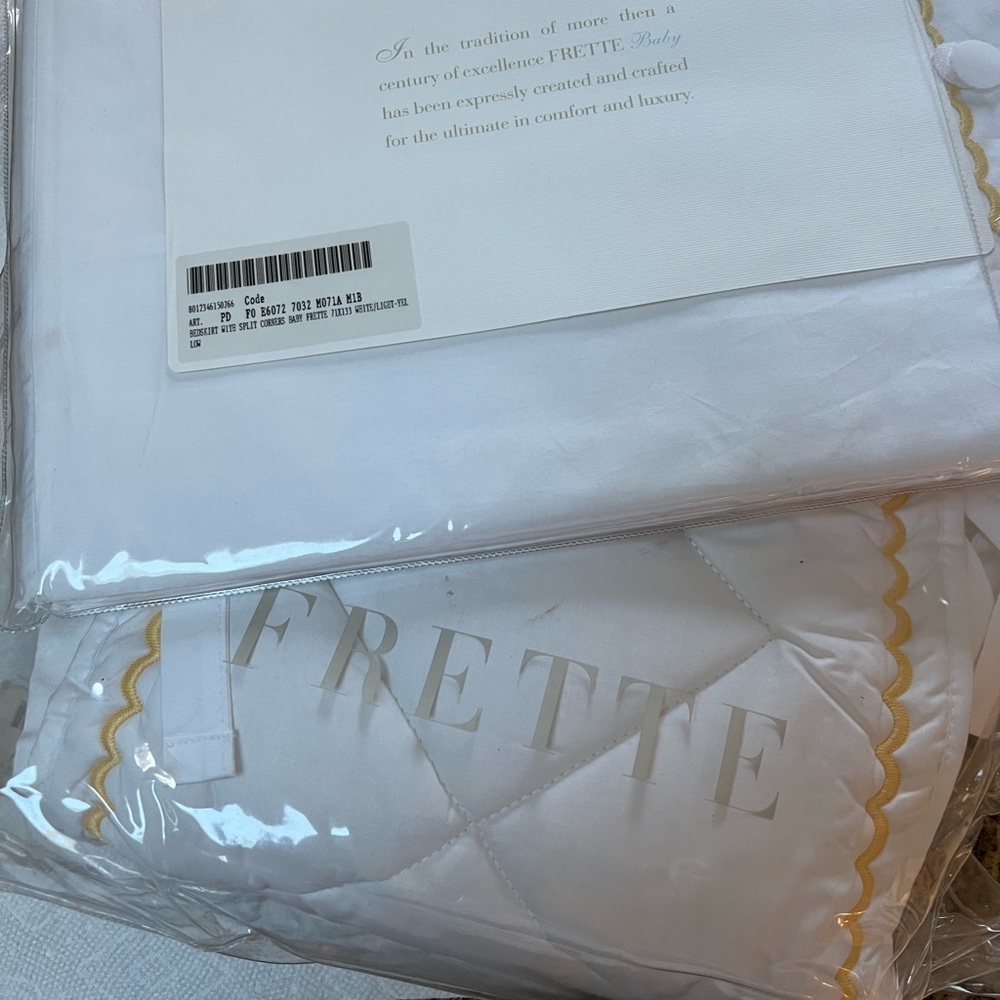 In the tradition of more then a
century of excellence FRETTE Baby
has been expressly created and crafted
for the ultimate in comfort and luxury.
8012346150766 Code
ART. PD F0 E6072 7032 M071A M1B
BEDSKIRT WITH SPLIT CORNERS BABY FRETTE 71X133 WHITE/LIGHT-YEL
LOW
FRETTE